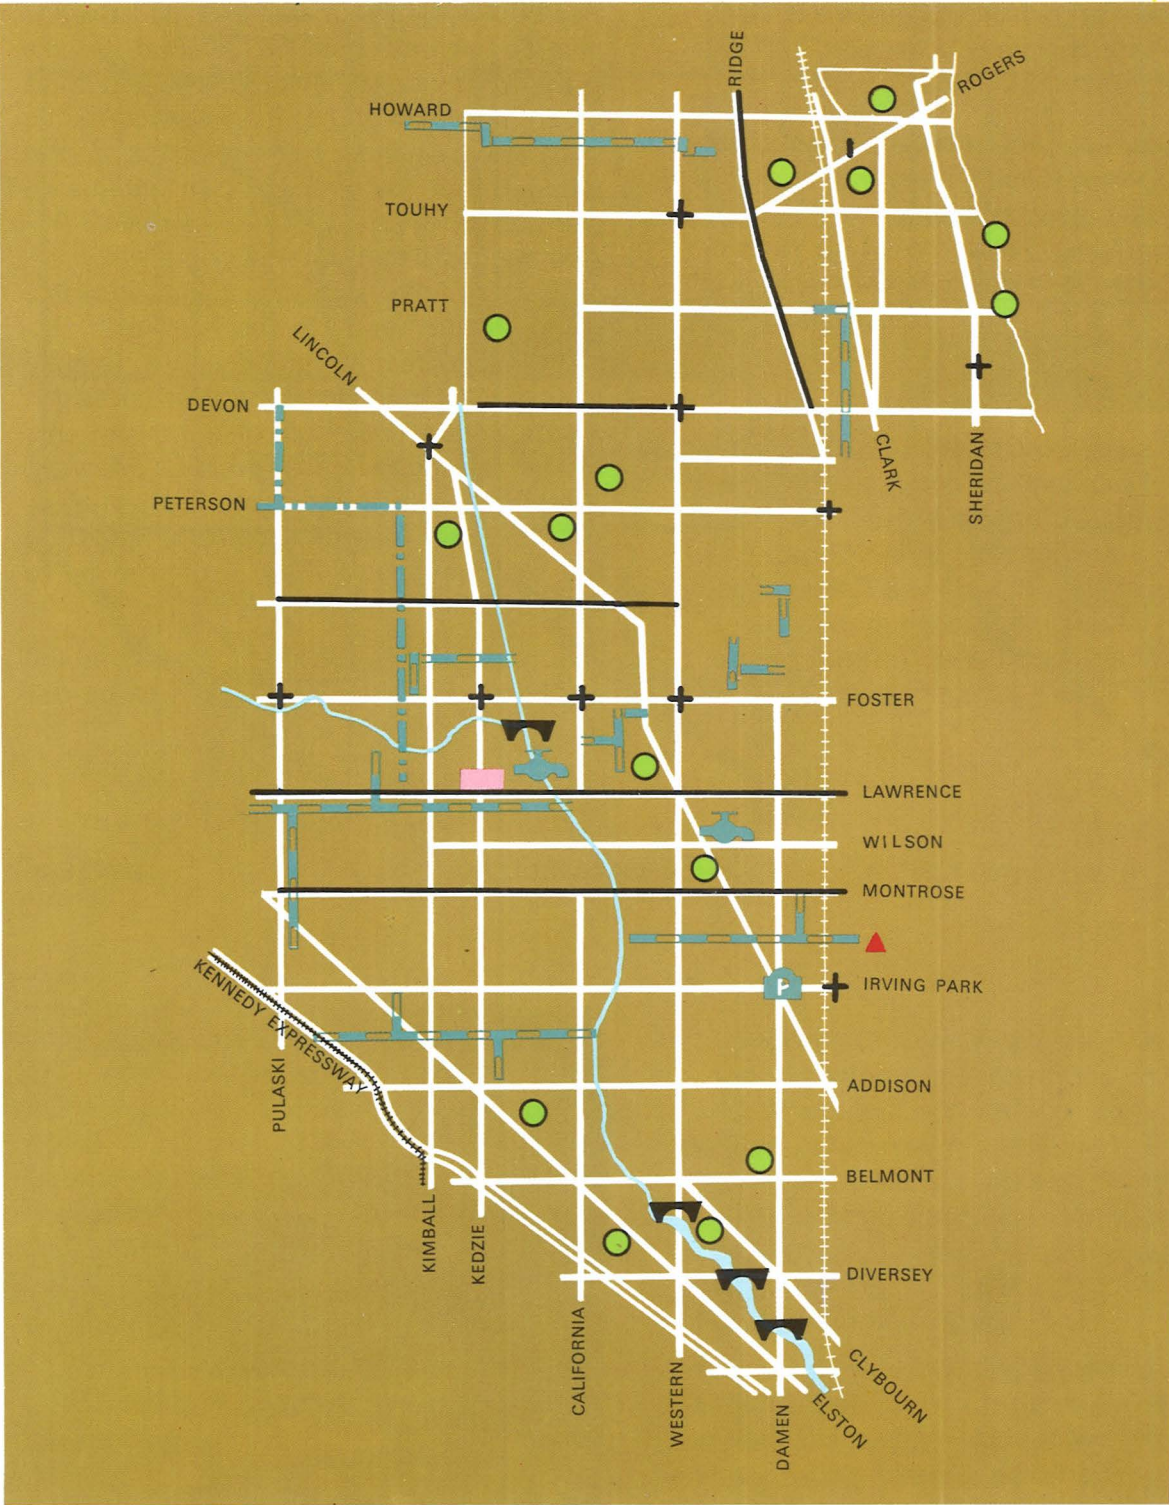 RIDGE
ROGERS
HOWARD
TOUHY
PRATT
LINCOLN
DEVON
CLARK
SHERIDAN
PETERSON
FOSTER
LAWRENCE
WILSON
MONTROSE
KENNEDY EXPRESSWAY
P
IRVING PARK
PULASKI
ADDISON
BELMONT
KIMBALL
KEDZIE
DIVERSEY
CALIFORNIA
WESTERN
DAMEN
CLYBOURN
ELSTON